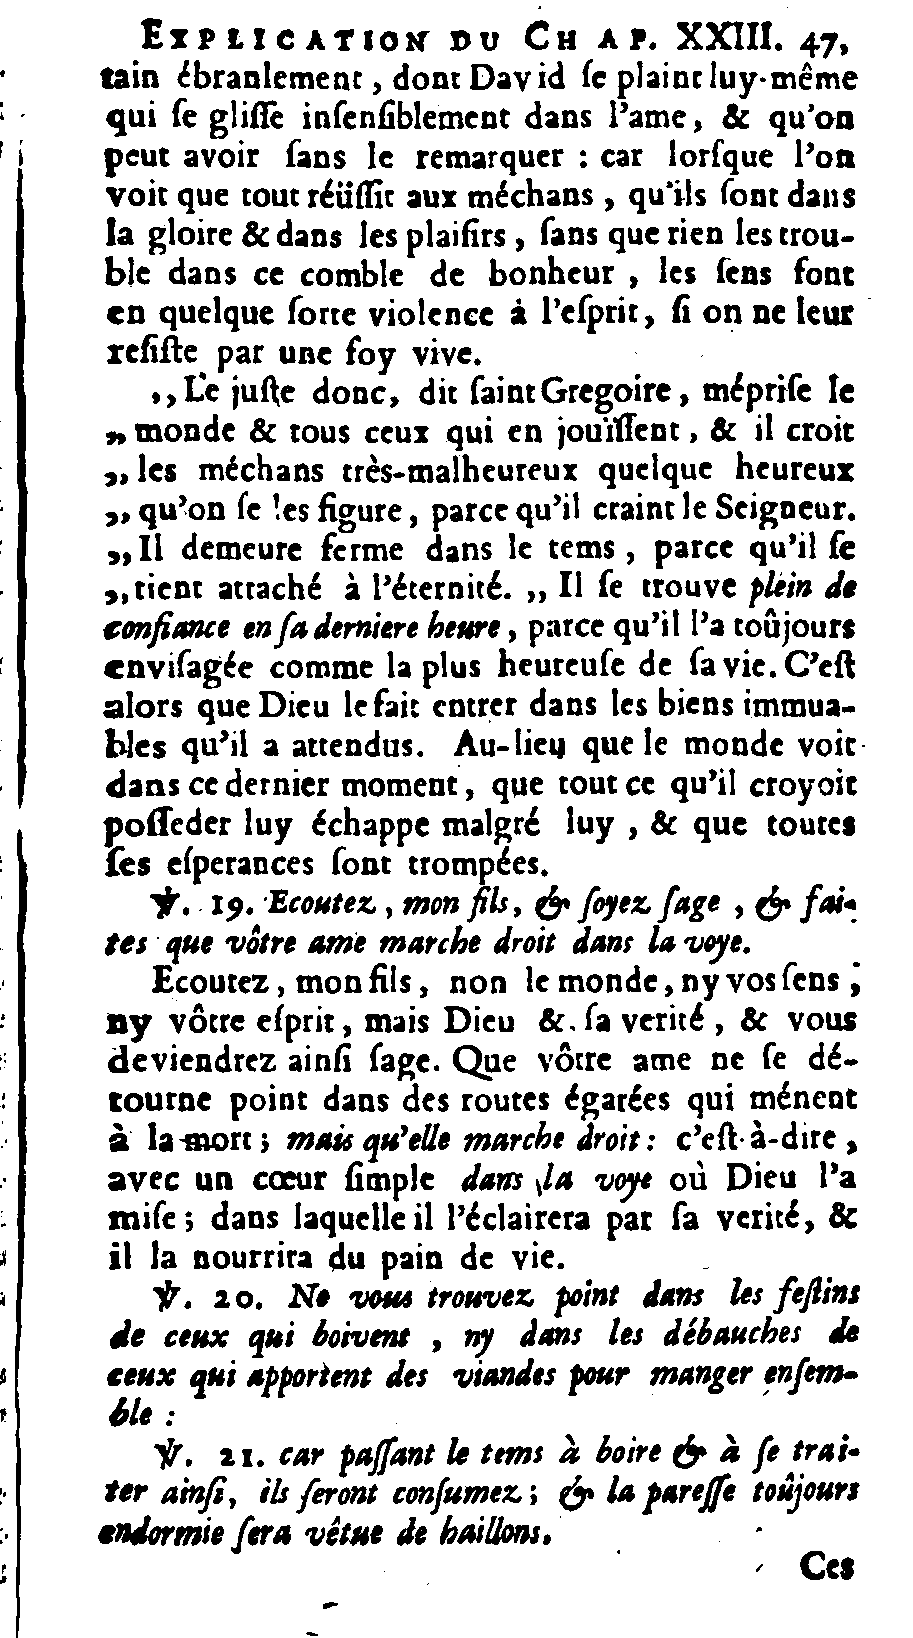 EXPLICATION DU CHAP. XXIII. 47,
tain ébranlement, dont David ſe plaint luy-même
qui ſe gliſſe inſenſiblement dans l'ame, & qu'on
peut avoir ſans le remarquer : car lorſque l'on
voit que tout réüſſit aux méchans, qu'ils ſont dans
la gloire & dans les plaiſirs, ſans que rien les trou-
ble dans ce comble de bonheur, les ſens font
en quelque ſorte violence à l'eſprit, ſi on ne leur
reſiſte par une foy vive.
,,Le juſte donc, dit ſaint Gregoire, mépriſe le
,, monde & tous ceux qui en jouïſſent, & il croit
,, les méchans très-malheureux quelque heureux
,, qu'on ſe les figure, parce qu'il craint le Seigneur.
,, Il demeure ferme dans le tems, parce qu'il ſe
,, tient attaché à l'éternité. ,, Il ſe trouve plein de
confiance en ſa derniere heure, parce qu'il l'a toûjours
enviſagée comme la plus heureuſe de ſa vie. C'eſt
alors que Dieu le fait entrer dans les biens immua-
bles qu'il a attendus. Au-lieu que le monde voit
dans ce dernier moment, que tout ce qu'il croyoit
poſſeder luy échappe malgré luy, & que toutes
ſes eſperances ſont trompées.
℣. 19. Ecoutez, mon fils, & ſoyez ſage, & fai-
tes que vôtre ame marche droit dans la voye.
Ecoutez, mon fils, non le monde, ny vos ſens,
ny vôtre eſprit, mais Dieu & ſa verité, & vous
deviendrez ainſi ſage. Que vôtre ame ne ſe dé-
tourne point dans des routes égarées qui ménent
à la mort; mais qu'elle marche droit: c'eſt-à-dire,
avec un cœur ſimple dans la voye où Dieu l'a
miſe; dans laquelle il l'éclairera par ſa verité, &
il la nourrira du pain de vie.
℣. 20. Ne vous trouvez point dans les feſtins
de ceux qui boivent, ny dans les débauches de
ceux qui apportent des viandes pour manger enſem-
ble :
℣. 21. car paſſant le tems à boire & à ſe trai-
ter ainſi, ils ſeront conſumez; & la pareſſe toûjours
endormie ſera vêtue de haillons.
Ces